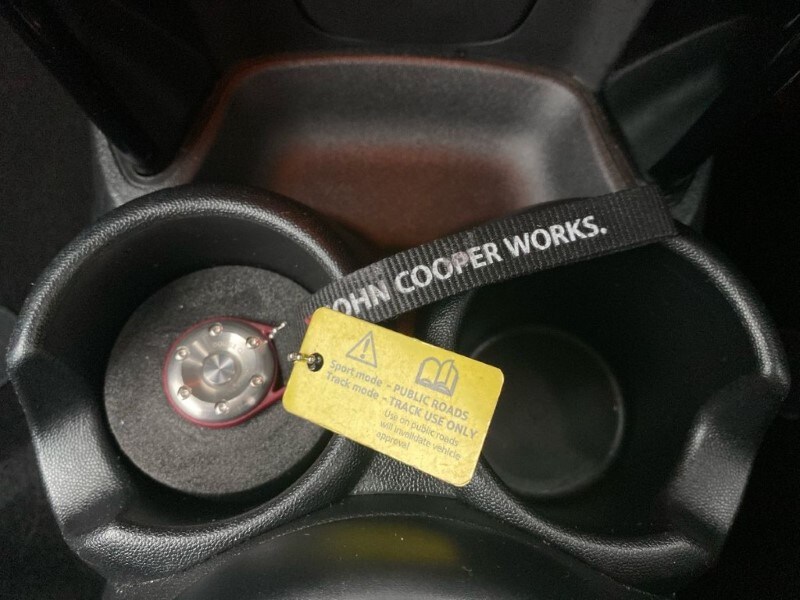 JOHN COOPER WORKS.
Sport mode - PUBLIC ROADS
Track mode - TRACK USE ONLY
Use on public roads
will invalidate vehicle
approval